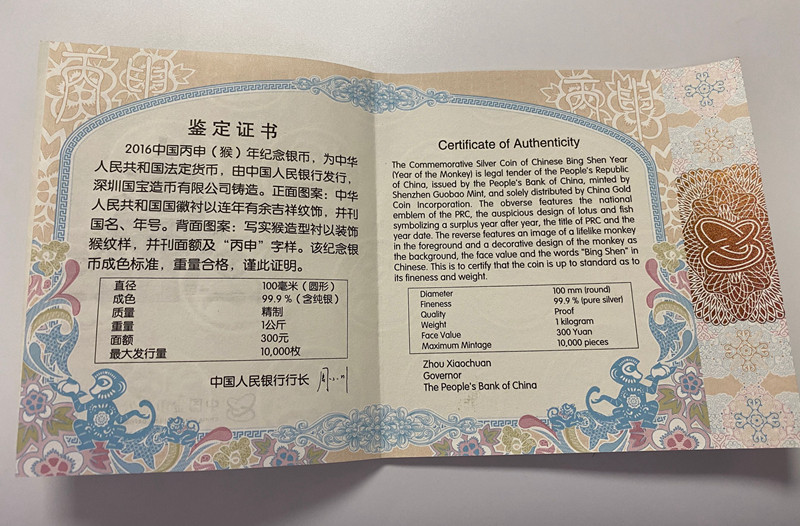 鉴定证书
2016中国丙申（猴）年纪念银币，为中华
人民共和国法定货币，由中国人民银行发行，
深圳国宝造币有限公司铸造。正面图案：中华
人民共和国国徽衬以连年有余吉祥纹饰，并刊
国名、年号。背面图案：写实猴造型衬以装饰
猴纹样，并刊面额及“丙申”字样。该纪念银
币成色标准，重量合格，谨此证明。
直径 100毫米（圆形）
成色 99.9％（含纯银）
质量 精制
重量 1公斤
面额 300元
最大发行量 10,000枚
中国人民银行行长
Certificate of Authenticity
The Commemorative Silver Coin of Chinese Bing Shen Year
(Year of the Monkey) is legal tender of the People's Republic
of China, issued by the People's Bank of China, minted by
Shenzhen Guobao Mint, and solely distributed by China Gold
Coin Incorporation. The obverse features the national
emblem of the PRC, the auspicious design of lotus and fish
symbolizing a surplus year after year, the title of PRC and the
year date. The reverse features an image of a lifelike monkey
in the foreground and a decorative design of the monkey as
the background, the face value and the words "Bing Shen" in
Chinese. This is to certify that the coin is up to standard as to
its fineness and weight.
Diameter 100 mm (round)
Fineness 99.9 % (pure silver)
Quality Proof
Weight 1 kilogram
Face Value 300 Yuan
Maximum Mintage 10,000 pieces
Zhou Xiaochuan
Governor
The People's Bank of China